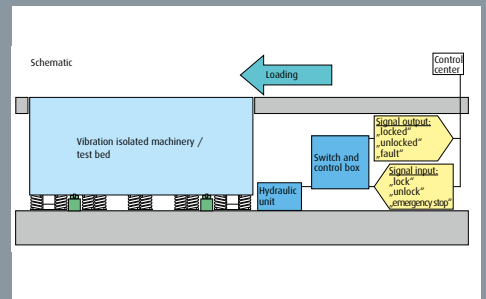 Schematic
Control
center
Loading
Vibration isolated machinery /
test bed
Signal output:
„locked“
„unlocked“
„fault“
Switch and
control box
Signal input:
„lock“
„unlock“
„emergency stop“
Hydraulic
unit